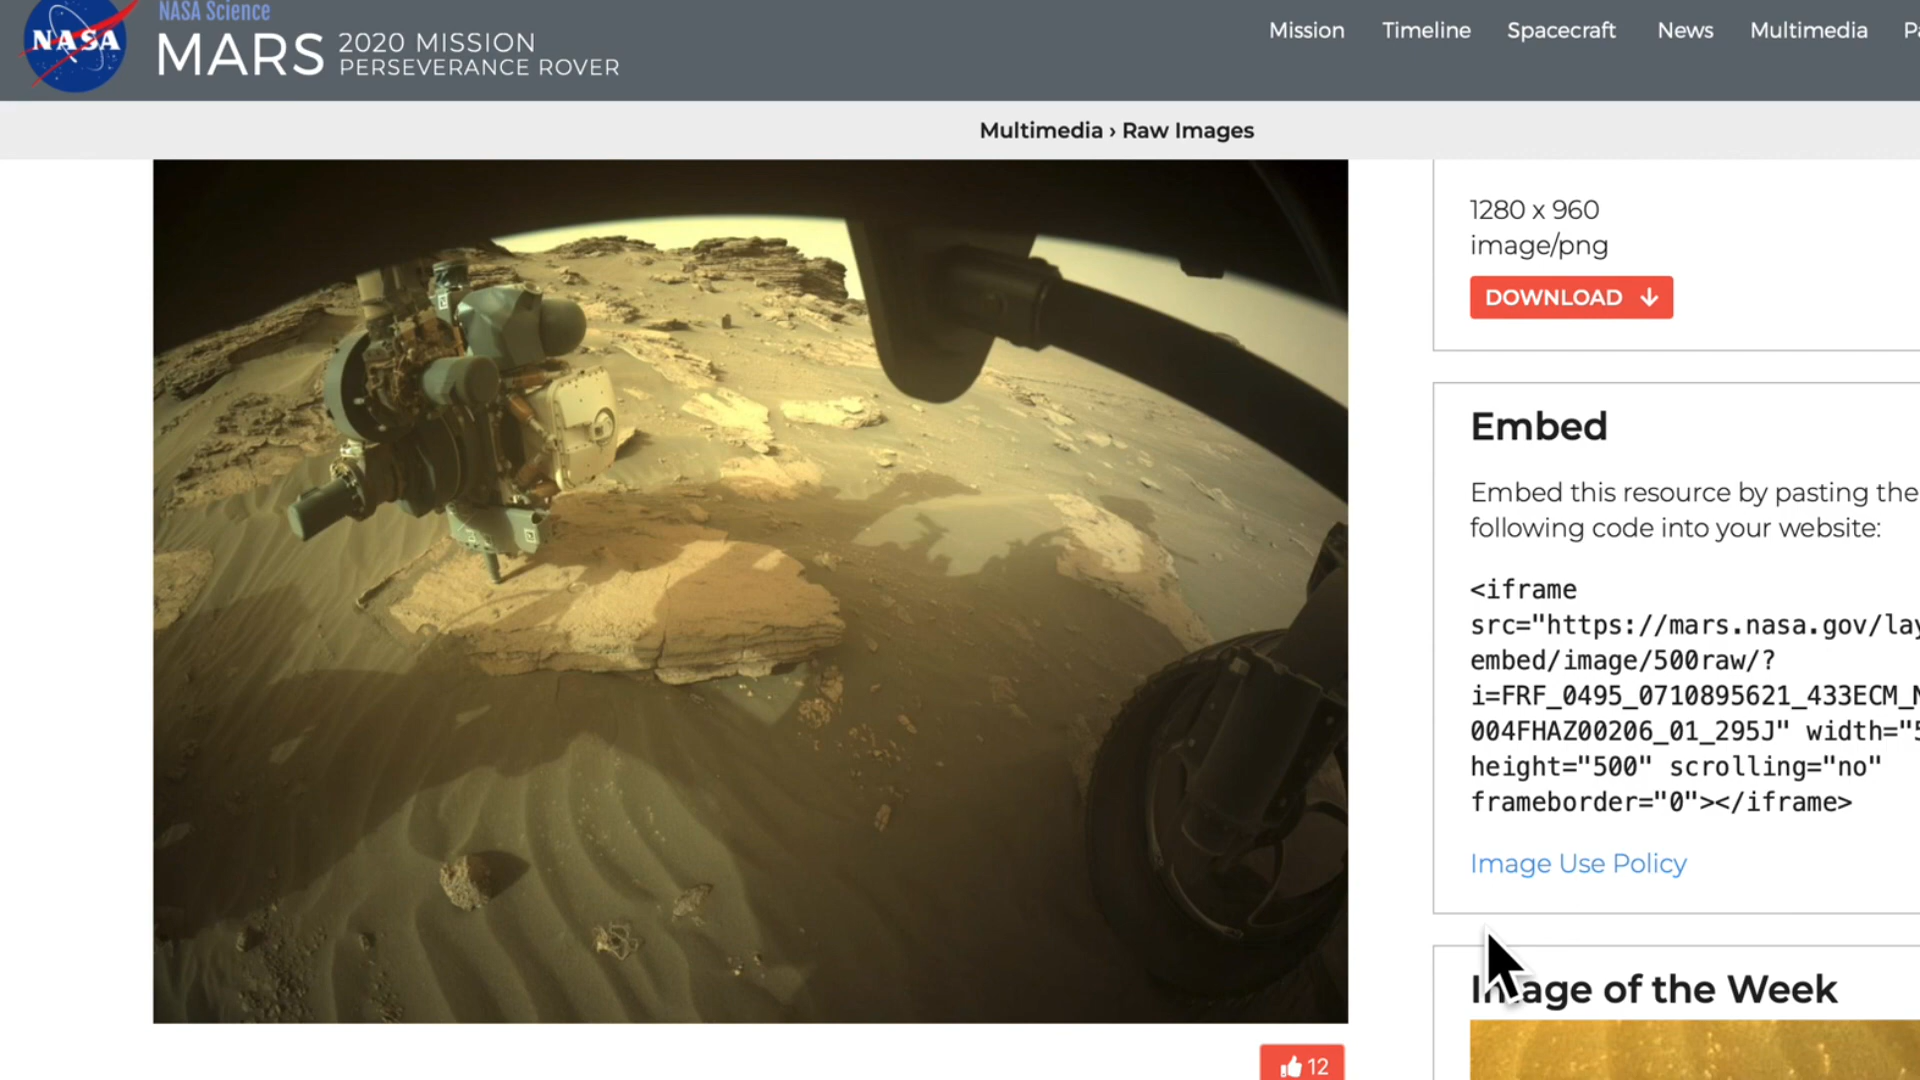 NASA
NASA Science
MARS
2020 MISSION
PERSEVERANCE ROVER
Mission Timeline Spacecraft News Multimedia
Multimedia › Raw Images
1280 x 960
image/png
DOWNLOAD
Embed
Embed this resource by pasting the
following code into your website:
<iframe
src="https://mars.nasa.gov/lay
embed/image/500raw/?
i=FRF_0495_0710895621_433ECM_N
004FHAZ00206_01_295J" width="5
height="500" scrolling="no"
frameborder="0"></iframe>
Image Use Policy
Image of the Week
12